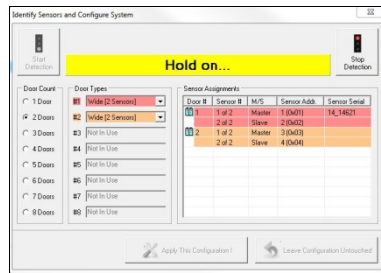 Identify Sensors and Configure System
Start Detection
Hold on...
Stop Detection
Door Count
1 Door
2 Doors
3 Doors
4 Doors
5 Doors
6 Doors
7 Doors
8 Doors
Door Types
#1 Wide [2 Sensors]
#2 Wide [2 Sensors]
#3 Not In Use
#4 Not In Use
#5 Not In Use
#6 Not In Use
#7 Not In Use
#8 Not In Use
Sensor Assignments
Door # Sensor # M/S Sensor Addr. Sensor Serial
1 1 of 2 Master 1 (0x01) 14_14621
2 of 2 Slave 2 (0x02)
2 1 of 2 Master 3 (0x03)
2 of 2 Slave 4 (0x04)
Apply This Configuration !
Leave Configuration Untouched